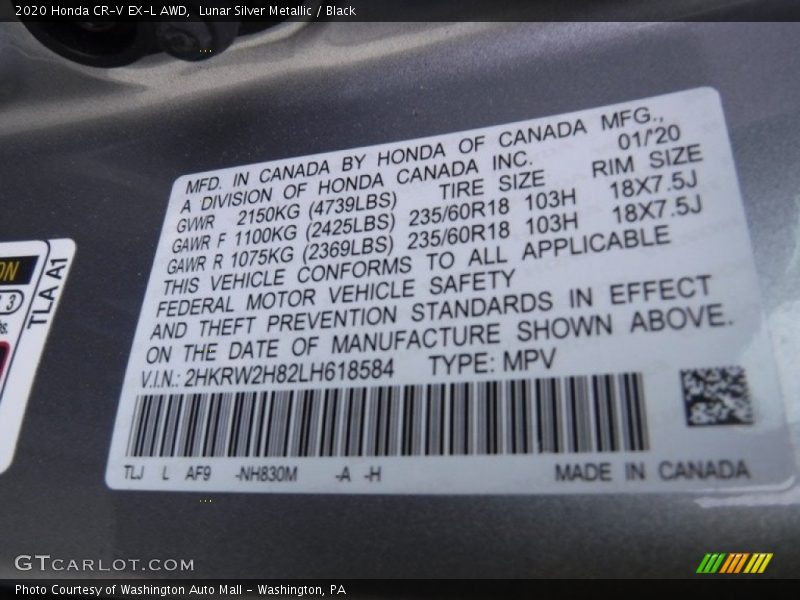 2020 Honda CR-V EX-L AWD,  Lunar Silver Metallic / Black
MFD. IN CANADA BY HONDA OF CANADA MFG.,
A DIVISION OF HONDA CANADA INC. 01/'20
GVWR 2150KG (4739LBS) TIRE SIZE RIM SIZE
GAWR F 1100KG (2425LBS) 235/60R18 103H 18X7.5J
GAWR R 1075KG (2369LBS) 235/60R18 103H 18X7.5J
THIS VEHICLE CONFORMS TO ALL APPLICABLE
FEDERAL MOTOR VEHICLE SAFETY
AND THEFT PREVENTION STANDARDS IN EFFECT
ON THE DATE OF MANUFACTURE SHOWN ABOVE.
V.I.N.: 2HKRW2H82LH618584 TYPE: MPV
TLJ L AF9 -NH830M -A -H MADE IN CANADA
TLA A1
GTCARLOT.COM
Photo Courtesy of Washington Auto Mall - Washington, PA